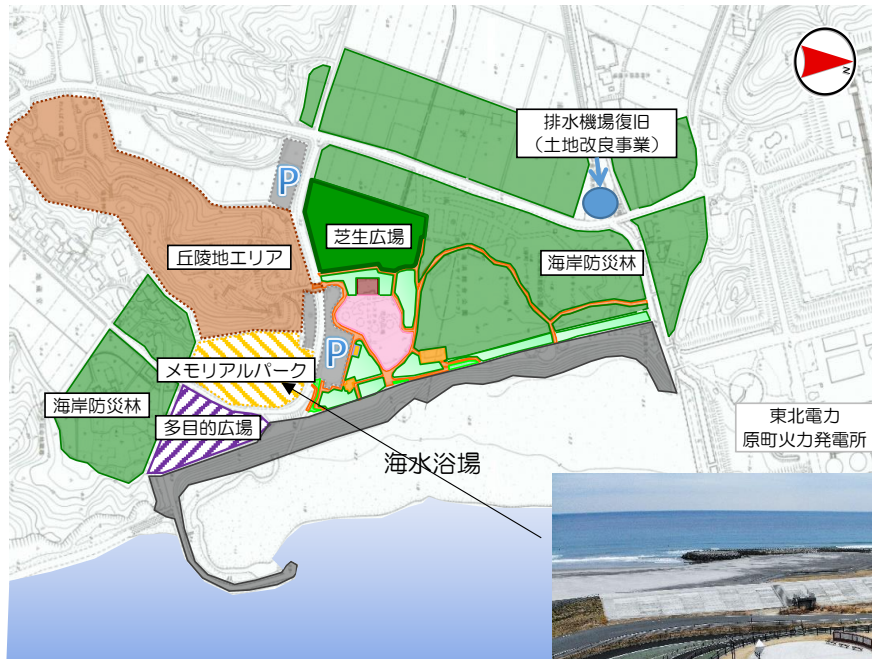 N
排水機場復旧
（土地改良事業）
P
芝生広場
丘陵地エリア
海岸防災林
P
メモリアルパーク
海岸防災林
多目的広場
東北電力
原町火力発電所
海水浴場